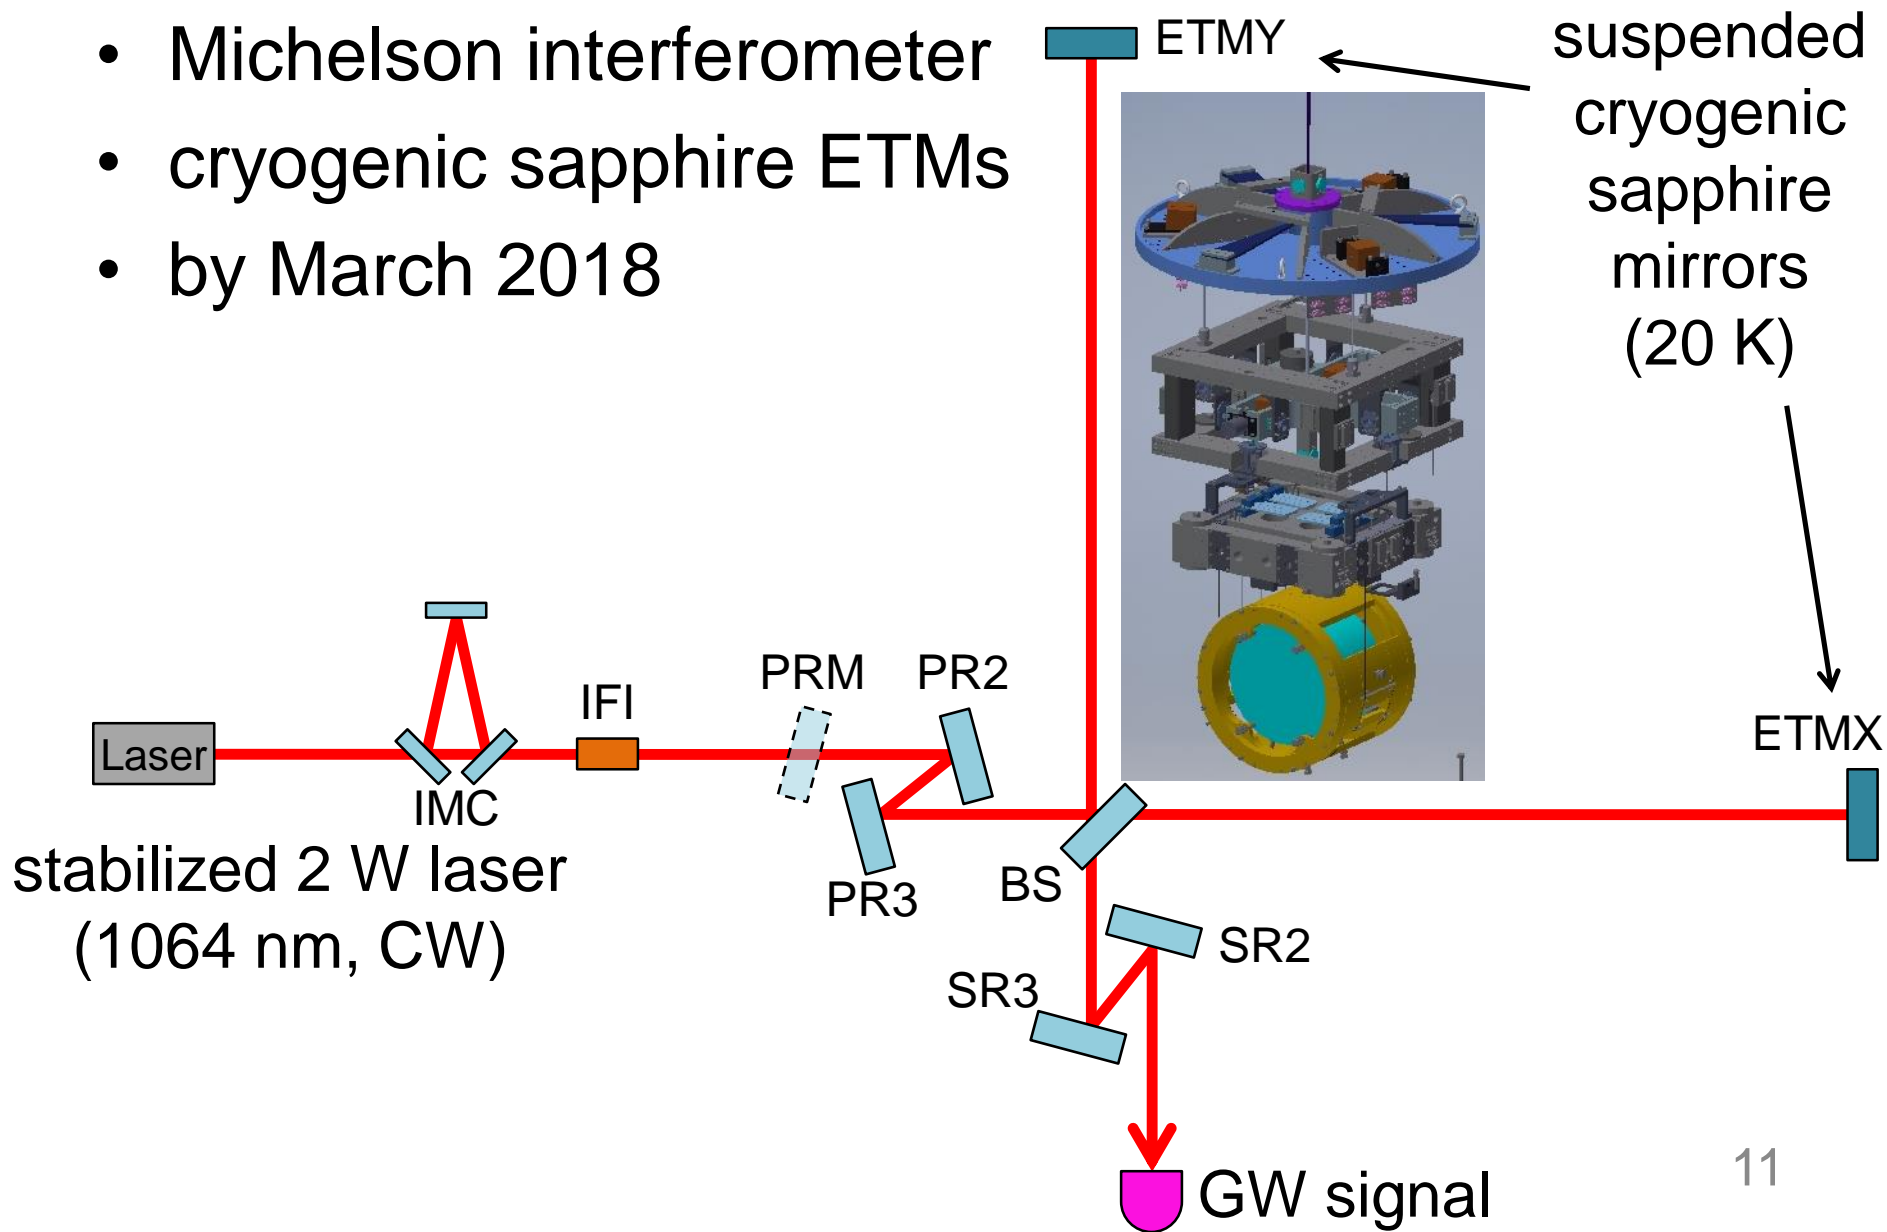 • Michelson interferometer
• cryogenic sapphire ETMs
• by March 2018
ETMY
suspended
cryogenic
sapphire
mirrors
(20 K)
ETMX
Laser
IMC
IFI
PRM
PR2
PR3
BS
SR2
SR3
stabilized 2 W laser
(1064 nm, CW)
GW signal
11